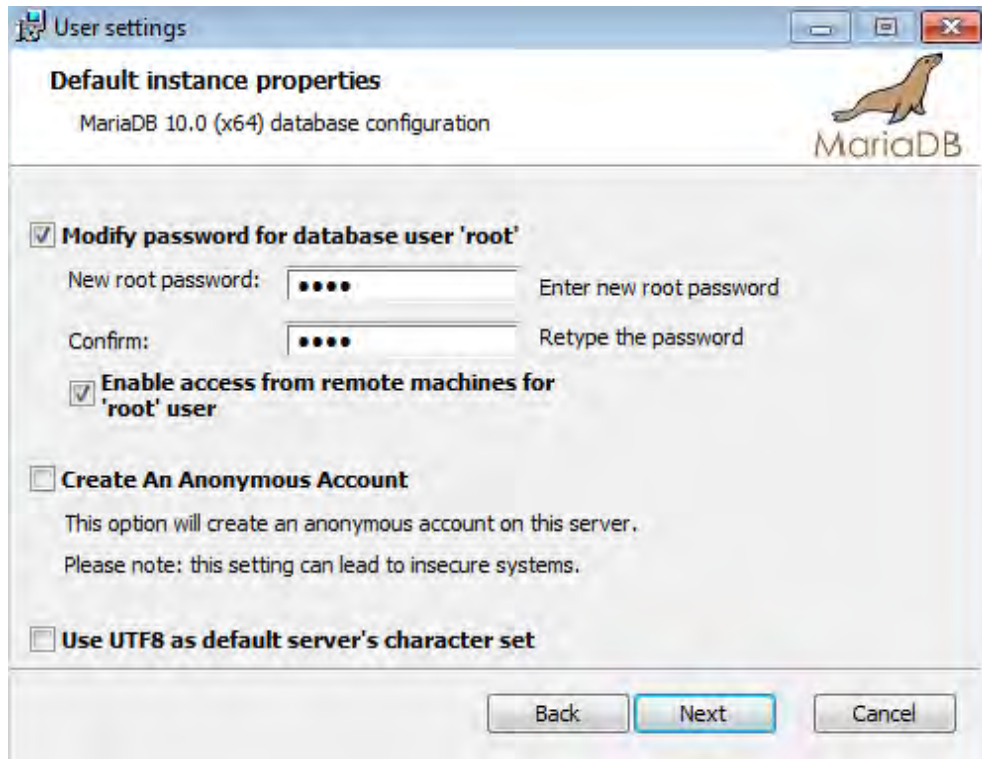 User settings
Default instance properties
MariaDB 10.0 (x64) database configuration
MariaDB
Modify password for database user 'root'
New root password: •••• Enter new root password
Confirm: •••• Retype the password
Enable access from remote machines for
'root' user
Create An Anonymous Account
This option will create an anonymous account on this server.
Please note: this setting can lead to insecure systems.
Use UTF8 as default server's character set
Back Next Cancel